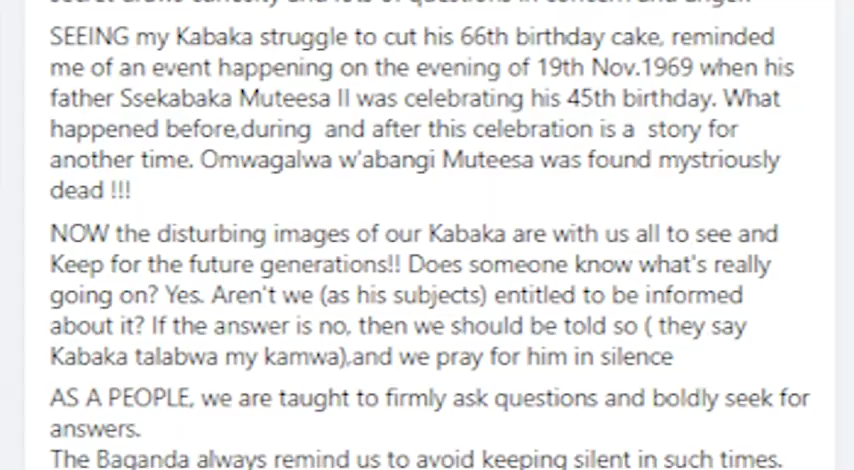 SEEING my Kabaka struggle to cut his 66th birthday cake, reminded
me of an event happening on the evening of 19th Nov.1969 when his
father Ssekabaka Muteesa II was celebrating his 45th birthday. What
happened before,during and after this celebration is a story for
another time. Omwagalwa w'abangi Muteesa was found mystriously
dead !!!
NOW the disturbing images of our Kabaka are with us all to see and
Keep for the future generations!! Does someone know what's really
going on? Yes. Aren't we (as his subjects) entitled to be informed
about it? If the answer is no, then we should be told so ( they say
Kabaka talabwa my kamwa),and we pray for him in silence
AS A PEOPLE, we are taught to firmly ask questions and boldly seek for
answers.
The Baganda always remind us to avoid keeping silent in such times.